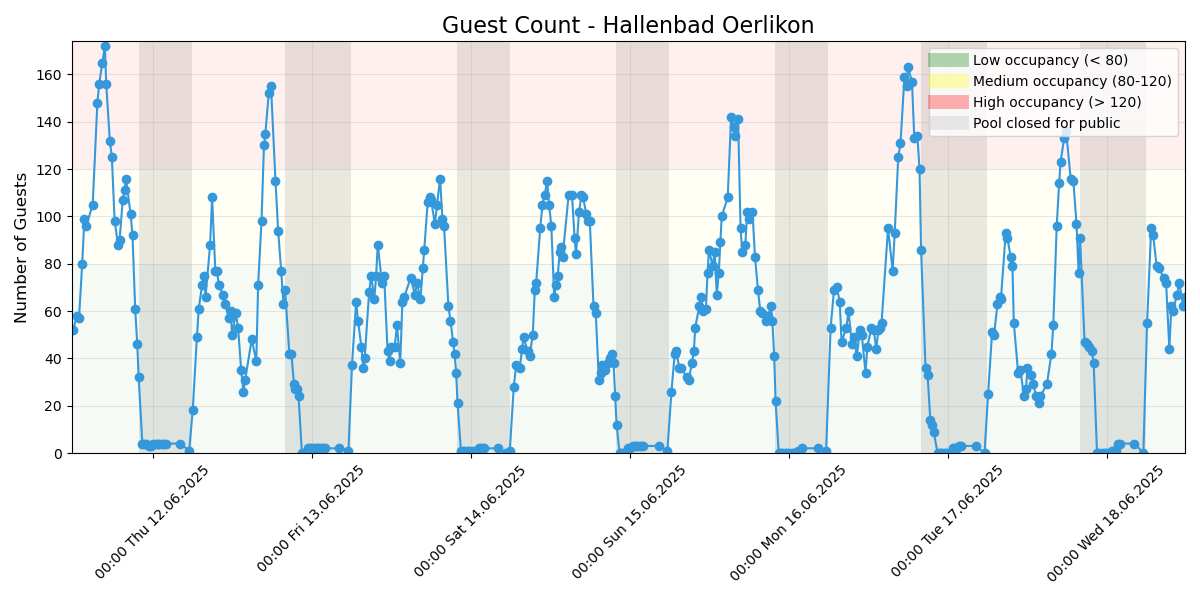 Guest Count - Hallenbad Oerlikon
Number of Guests
160
140
120
100
80
60
40
20
0
Low occupancy (< 80)
Medium occupancy (80-120)
High occupancy (> 120)
Pool closed for public
00:00 Thu 12.06.2025
00:00 Fri 13.06.2025
00:00 Sat 14.06.2025
00:00 Sun 15.06.2025
00:00 Mon 16.06.2025
00:00 Tue 17.06.2025
00:00 Wed 18.06.2025